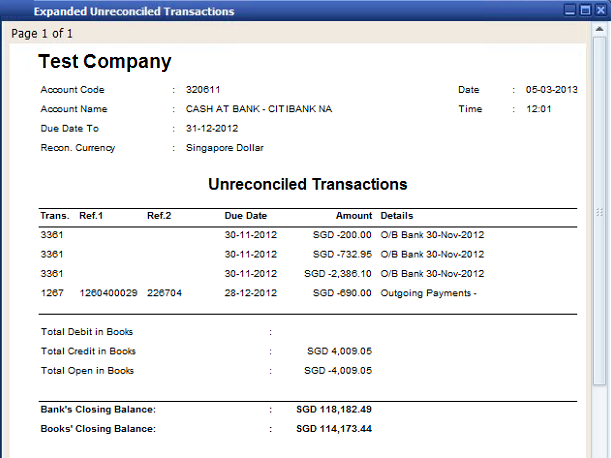 Expanded Unreconciled Transactions
Page 1 of 1
Test Company
Account Code : 320611 Date : 05-03-2013
Account Name : CASH AT BANK - CITIBANK NA Time : 12:01
Due Date To : 31-12-2012
Recon. Currency : Singapore Dollar
Unreconciled Transactions
Trans. Ref.1 Ref.2 Due Date Amount Details
3361 30-11-2012 SGD -200.00 O/B Bank 30-Nov-2012
3361 30-11-2012 SGD -732.95 O/B Bank 30-Nov-2012
3361 30-11-2012 SGD -2,386.10 O/B Bank 30-Nov-2012
1267 1260400029 226704 28-12-2012 SGD -690.00 Outgoing Payments -
Total Debit in Books :
Total Credit in Books : SGD 4,009.05
Total Open in Books : SGD -4,009.05
Bank's Closing Balance: : SGD 118,182.49
Books' Closing Balance: : SGD 114,173.44